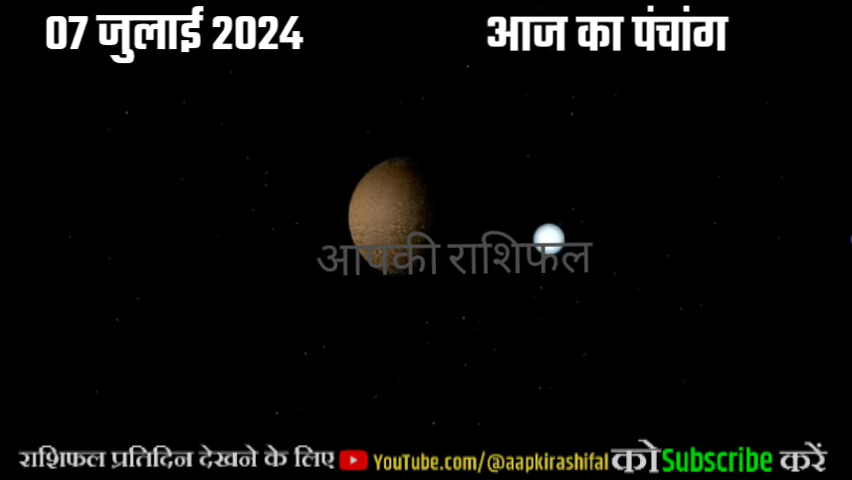 07 जुलाई 2024 आज का पंचांग
आपकी राशिफल
राशिफल प्रतिदिन देखने के लिए YouTube.com/@aapkirashifal को Subscribe करें